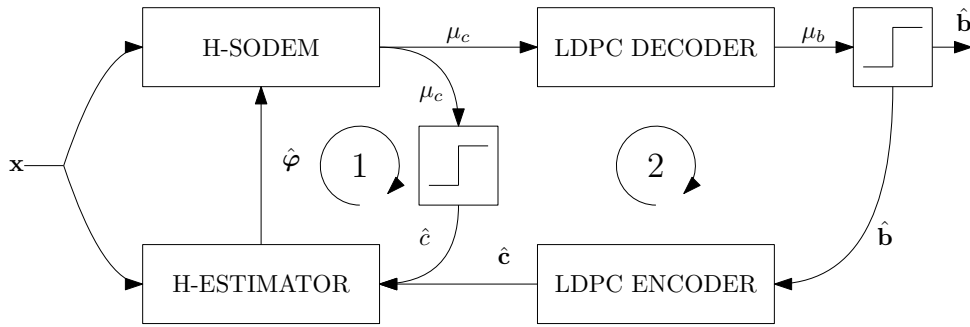 H-SODEM
μ_c
LDPC DECODER
μ_b
b̂
μ_c
x
φ̂
1
2
ĉ
ĉ
b̂
H-ESTIMATOR
LDPC ENCODER